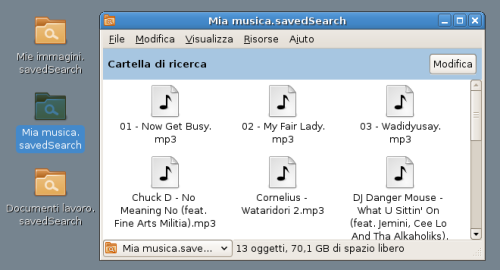 Mie immagini.
savedSearch
Mia musica.
savedSearch
Documenti lavoro.
savedSearch
Mia musica.savedSearch
File Modifica Visualizza Risorse Aiuto
Cartella di ricerca Modifica
01 - Now Get Busy.
mp3
02 - My Fair Lady.
mp3
03 - Wadidyusay.
mp3
Chuck D - No
Meaning No (feat.
Fine Arts Militia).mp3
Cornelius -
Wataridori 2.mp3
DJ Danger Mouse -
What U Sittin' On
(feat. Jemini, Cee Lo
And Tha Alkaholiks).
Mia musica.save... 13 oggetti, 70,1 GB di spazio libero